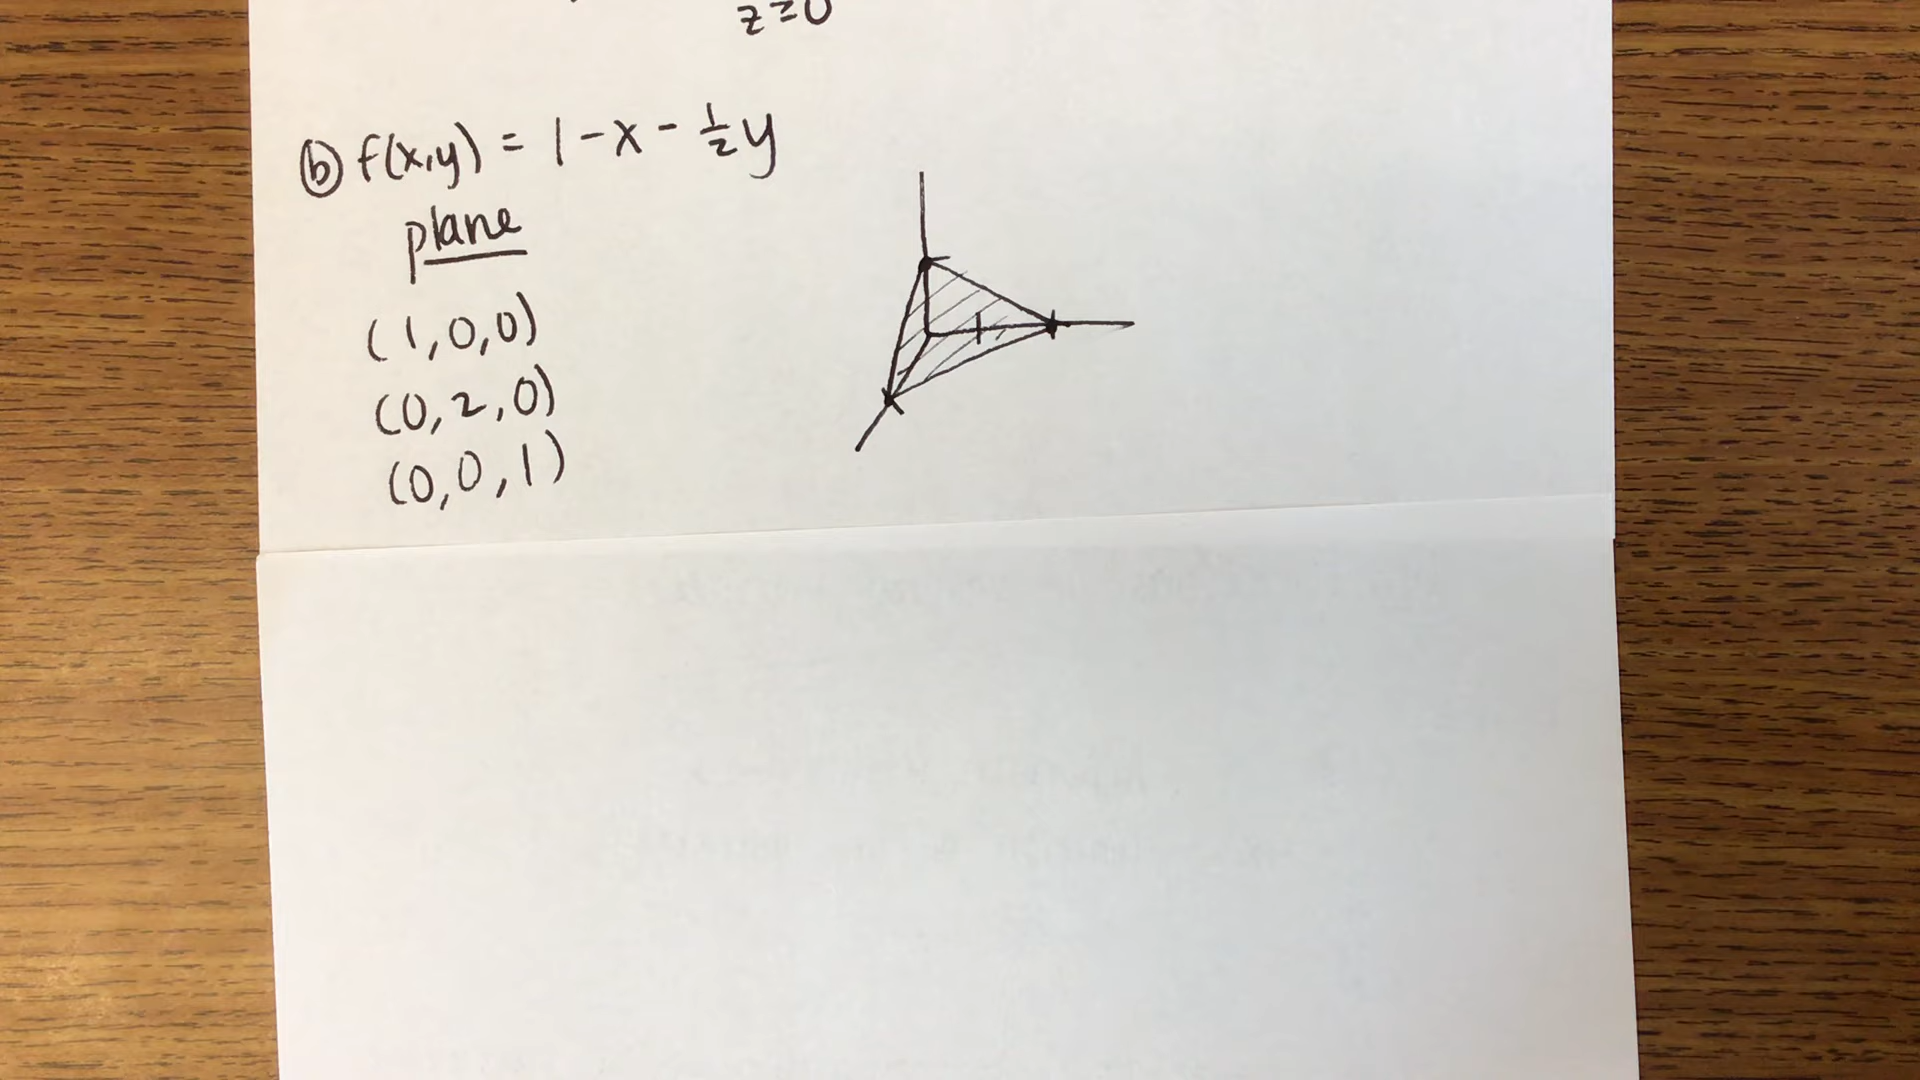 z≥0
ⓑ f(x,y) = 1 - x - ½y
plane
(1,0,0)
(0,2,0)
(0,0,1)